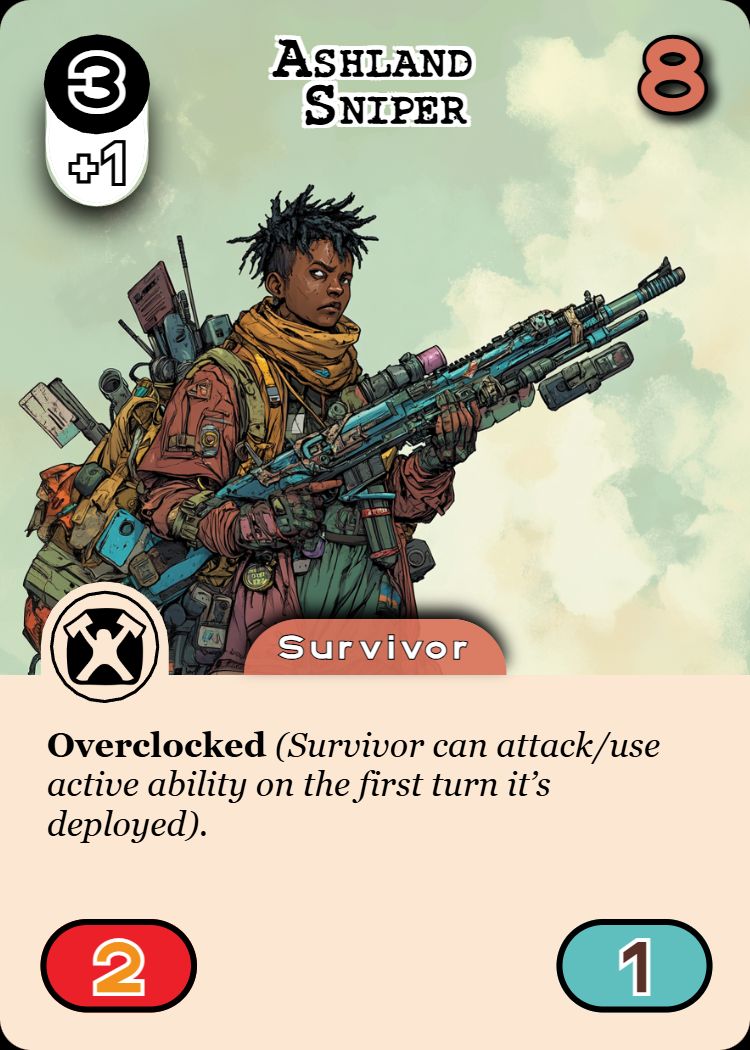 3
+1
Ashland
Sniper
8
Survivor
Overclocked (Survivor can attack/use
active ability on the first turn it’s
deployed).
2
1